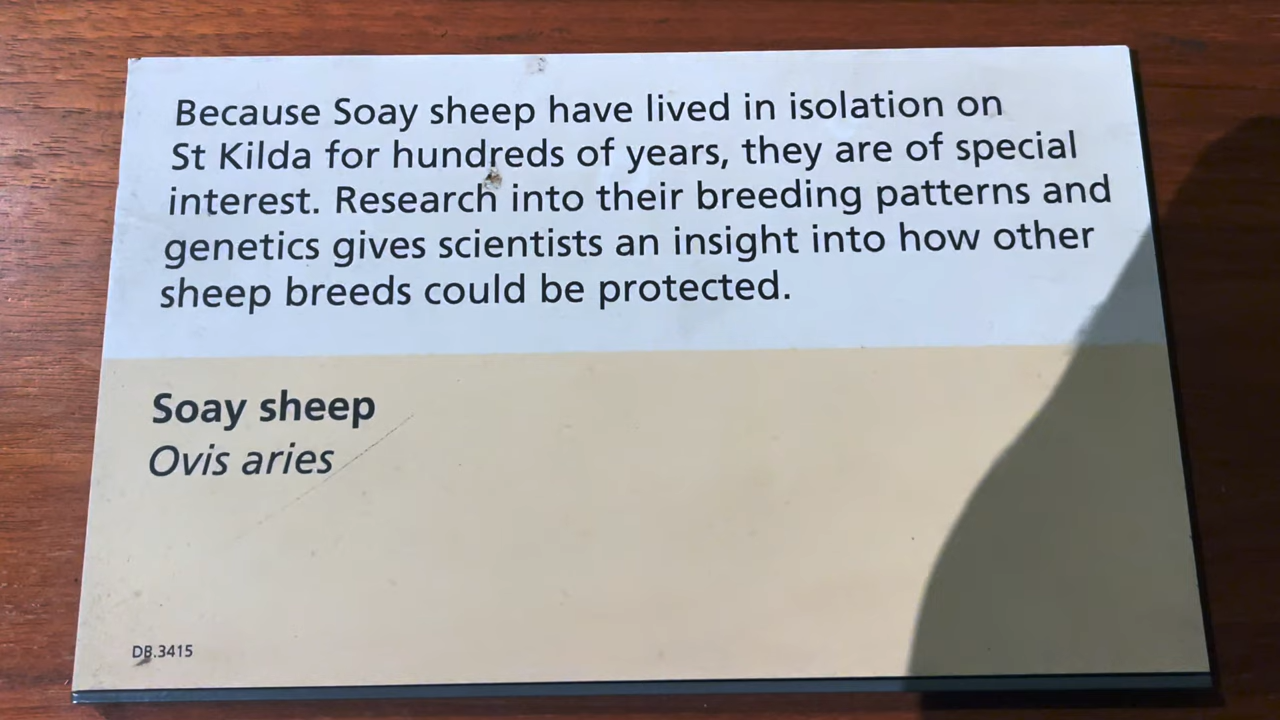 Because Soay sheep have lived in isolation on
St Kilda for hundreds of years, they are of special
interest. Research into their breeding patterns and
genetics gives scientists an insight into how other
sheep breeds could be protected.
Soay sheep
Ovis aries
DB.3415